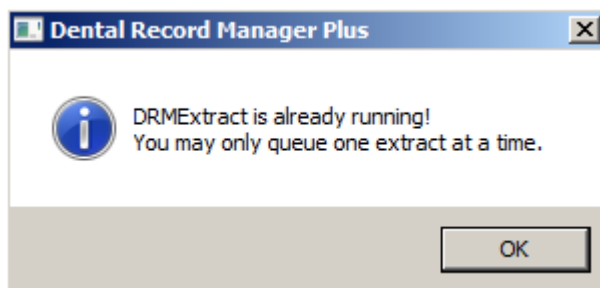 Dental Record Manager Plus
DRMExtract is already running!
You may only queue one extract at a time.
OK